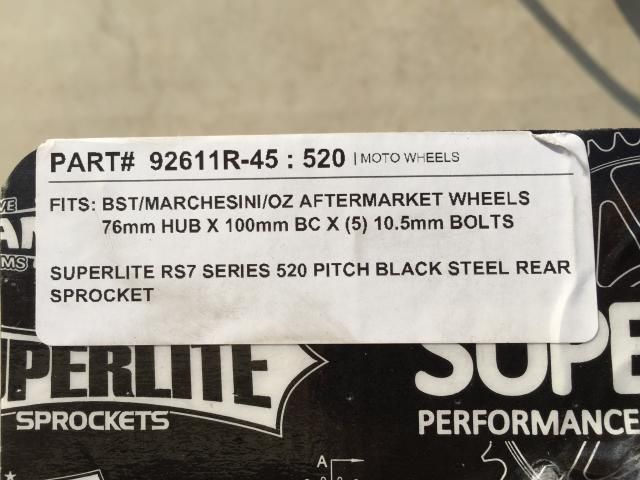 PART# 92611R-45 : 520 | MOTO WHEELS
FITS: BST/MARCHESINI/OZ AFTERMARKET WHEELS
76mm HUB X 100mm BC X (5) 10.5mm BOLTS
SUPERLITE RS7 SERIES 520 PITCH BLACK STEEL REAR
SPROCKET
SUPERLITE
SPROCKETS
SUPE
PERFORMANCE
A